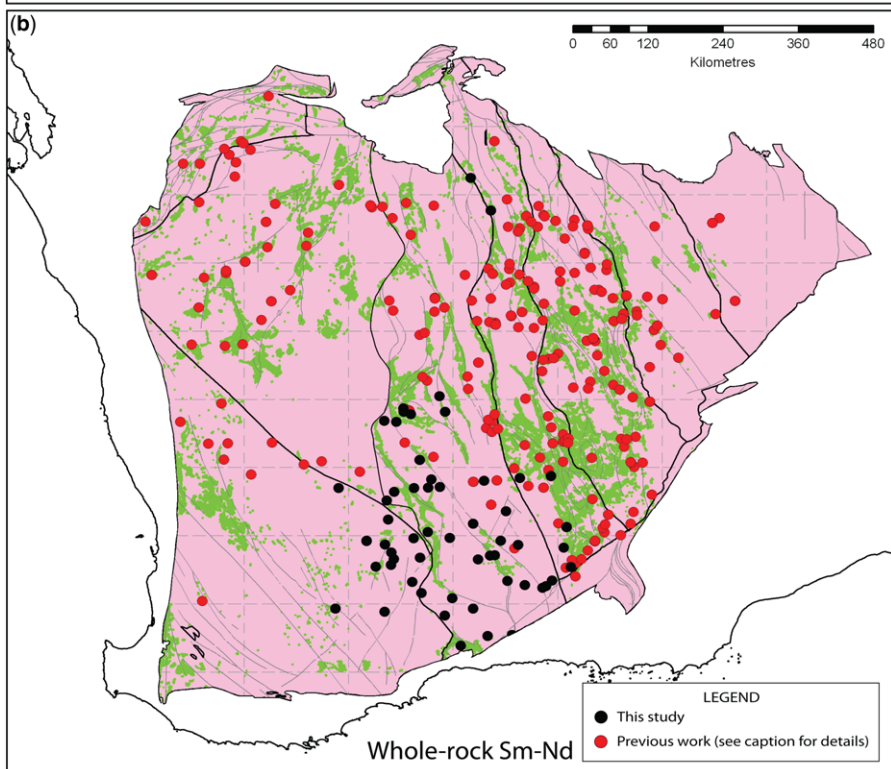 (b)
0 60 120 240 360 480
Kilometres
LEGEND
This study
Previous work (see caption for details)
Whole-rock Sm-Nd